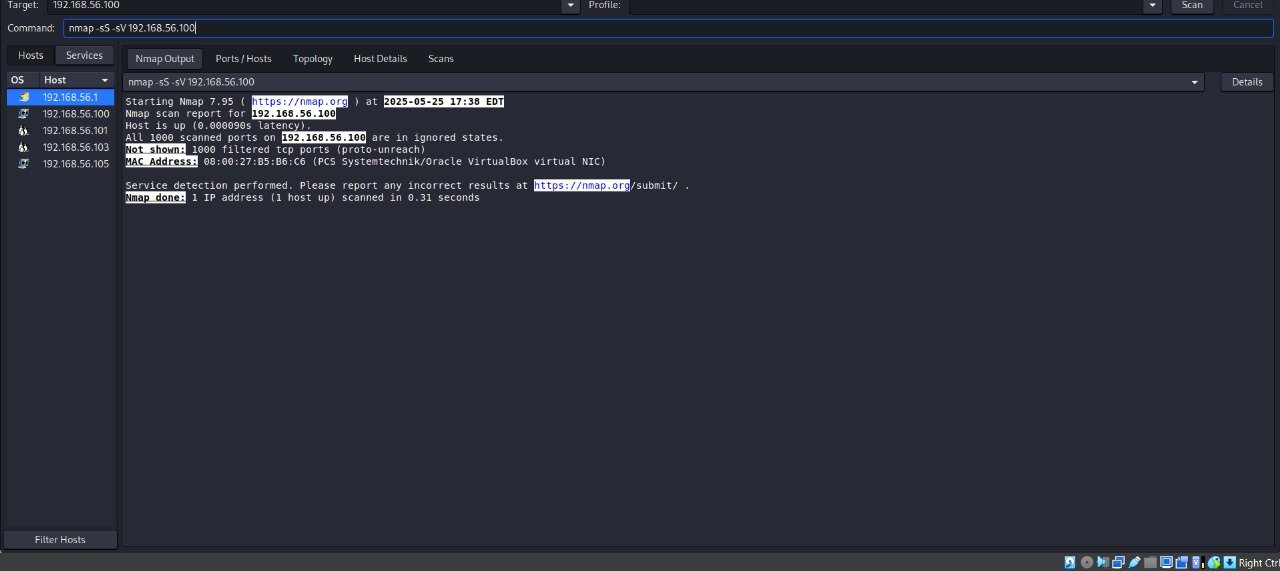 Target: 192.168.56.100 Profile: Scan Cancel
Command: nmap -sS -sV 192.168.56.100
Hosts Services Nmap Output Ports / Hosts Topology Host Details Scans
OS Host nmap -sS -sV 192.168.56.100 Details
192.168.56.1
192.168.56.100
192.168.56.101
192.168.56.103
192.168.56.105
Starting Nmap 7.95 ( https://nmap.org ) at 2025-05-25 17:38 EDT
Nmap scan report for 192.168.56.100
Host is up (0.000090s latency).
All 1000 scanned ports on 192.168.56.100 are in ignored states.
Not shown: 1000 filtered tcp ports (proto-unreach)
MAC Address: 08:00:27:B5:B6:C6 (PCS Systemtechnik/Oracle VirtualBox virtual NIC)
Service detection performed. Please report any incorrect results at https://nmap.org/submit/ .
Nmap done: 1 IP address (1 host up) scanned in 0.31 seconds
Filter Hosts
Right Ctrl